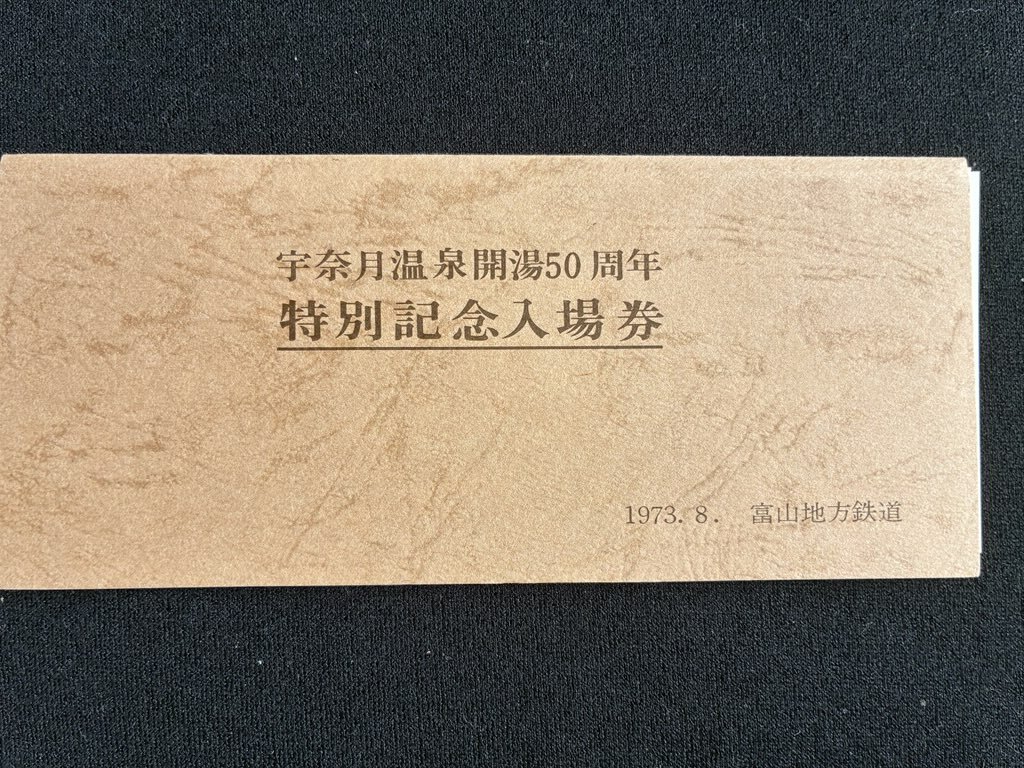 宇奈月温泉開湯50周年
特別記念入場券
1973. 8. 富山地方鉄道